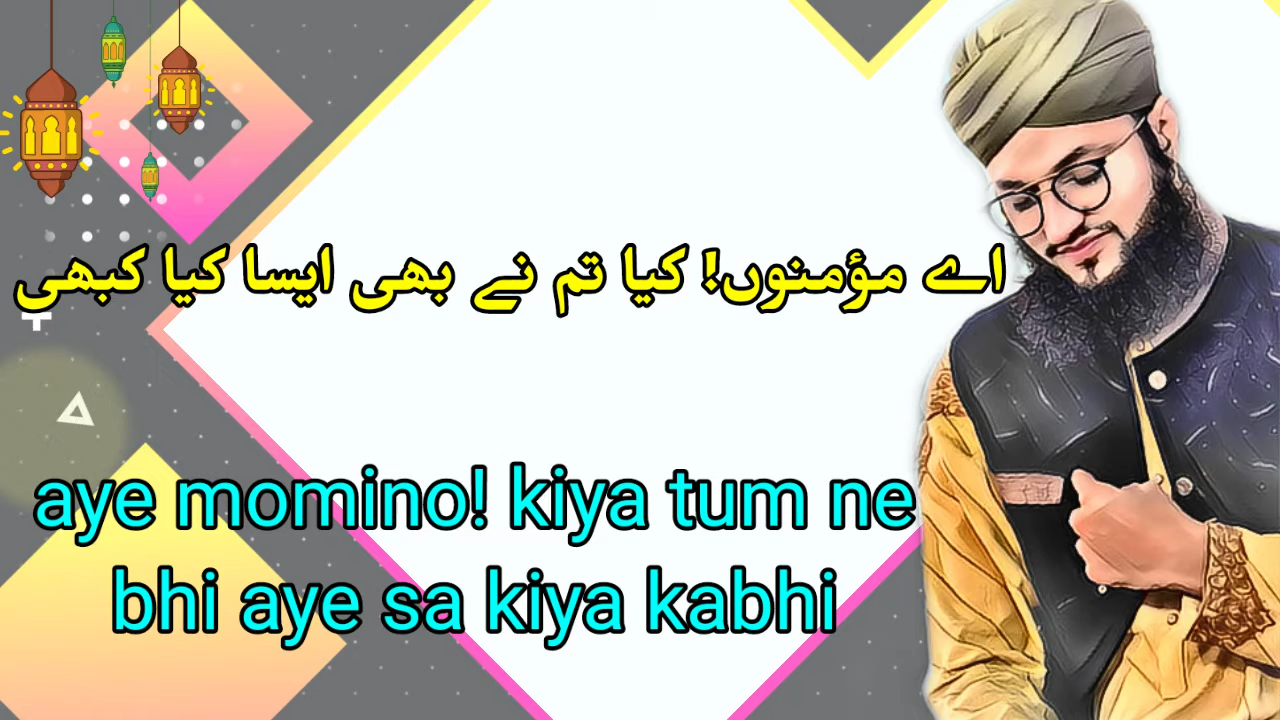 اے مؤمنوں! کیا تم نے بھی ایسا کیا کبھی
aye momino! kiya tum ne
bhi aye sa kiya kabhi